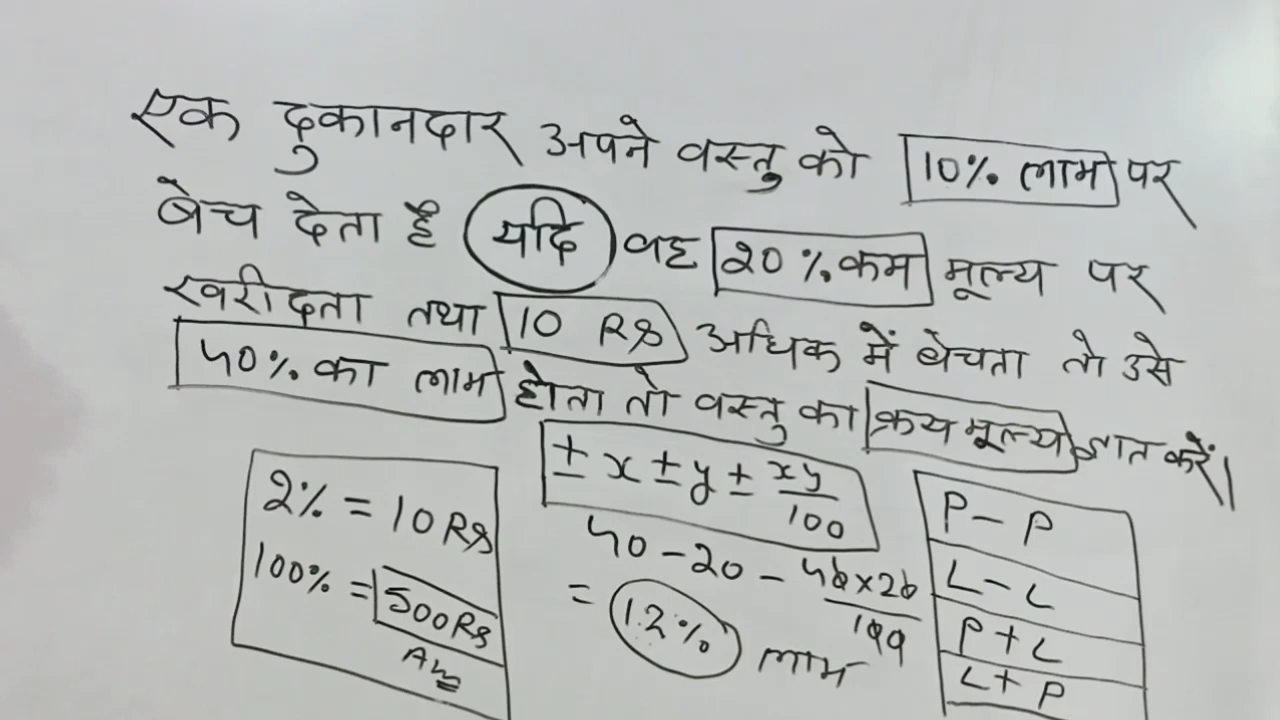 एक दुकानदार अपने वस्तु को 10% लाभ पर
बेच देता है यदि वह 20% कम मूल्य पर
खरीदता तथा 10 RS अधिक में बेचता तो उसे
40% का लाभ होता तो वस्तु का क्रय मूल्य ज्ञात करें।
± x ± y ± xy/100
40 - 20 - 40×20/100
= 12% लाभ
2% = 10 RS
100% = 500 RS
Ans
P - P
L - L
P + L
L + P